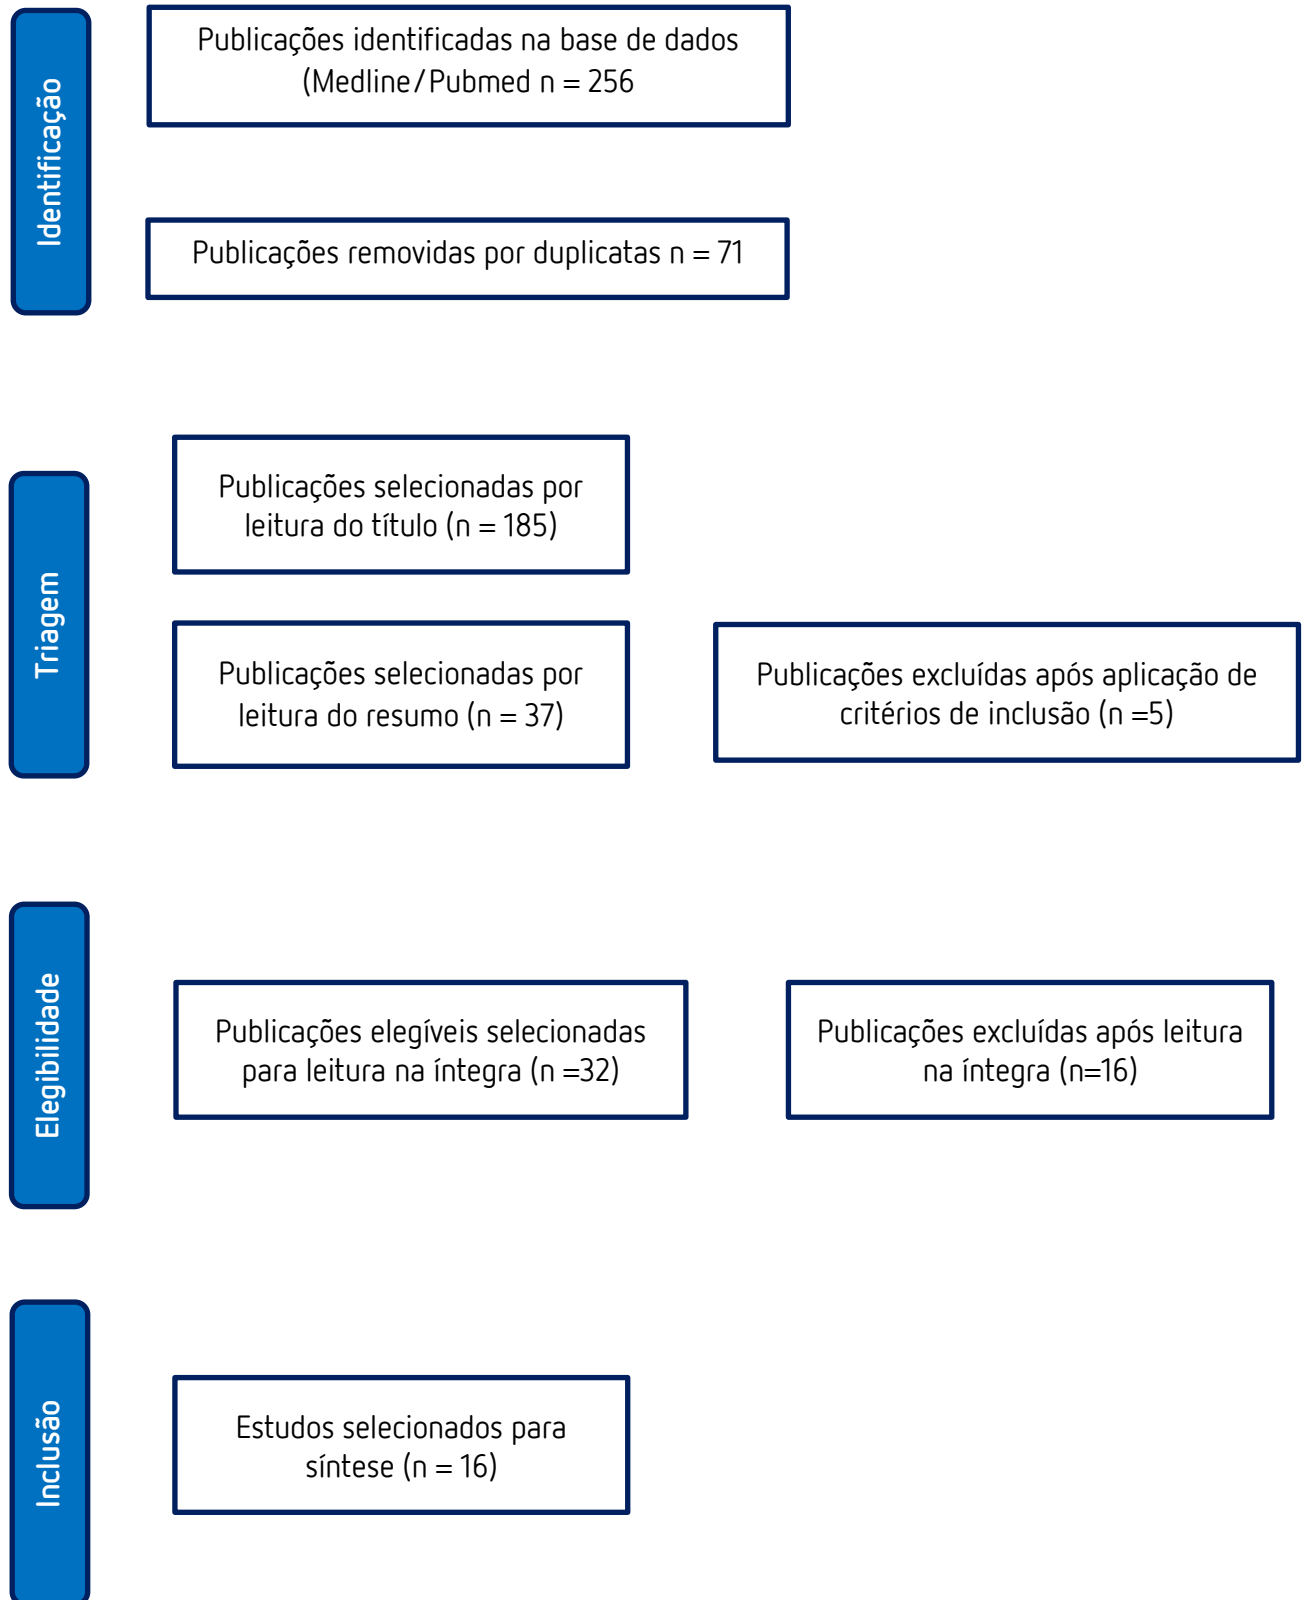 Identificação
Publicações identificadas na base de dados
(Medline/Pubmed n = 256
Publicações removidas por duplicatas n = 71
Triagem
Publicações selecionadas por
leitura do título (n = 185)
Publicações selecionadas por
leitura do resumo (n = 37)
Publicações excluídas após aplicação de
critérios de inclusão (n =5)
Elegibilidade
Publicações elegíveis selecionadas
para leitura na íntegra (n =32)
Publicações excluídas após leitura
na íntegra (n=16)
Inclusão
Estudos selecionados para
síntese (n = 16)